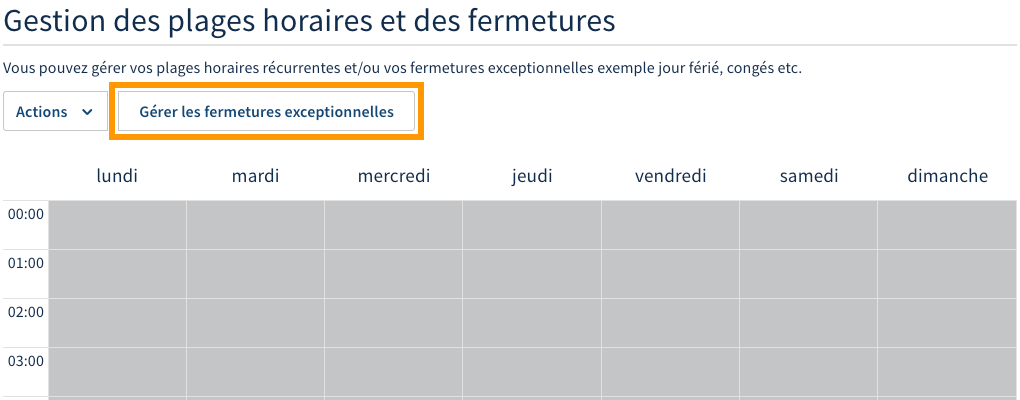 Gestion des plages horaires et des fermetures
Vous pouvez gérer vos plages horaires récurrentes et/ou vos fermetures exceptionnelles exemple jour férié, congés etc.
Actions Gérer les fermetures exceptionnelles
lundi mardi mercredi jeudi vendredi samedi dimanche
00:00
01:00
02:00
03:00